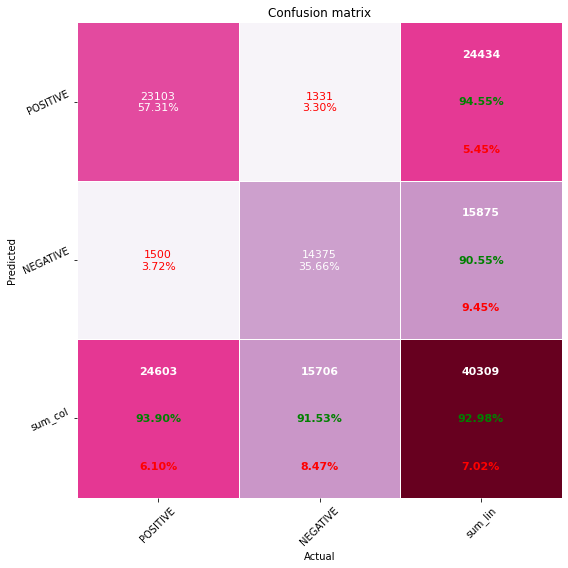 Confusion matrix
POSITIVE
23103
57.31%
1331
3.30%
24434
94.55%
5.45%
NEGATIVE
1500
3.72%
14375
35.66%
15875
90.55%
9.45%
sum_col
24603
93.90%
6.10%
15706
91.53%
8.47%
40309
92.98%
7.02%
Predicted
POSITIVE
NEGATIVE
sum_lin
Actual